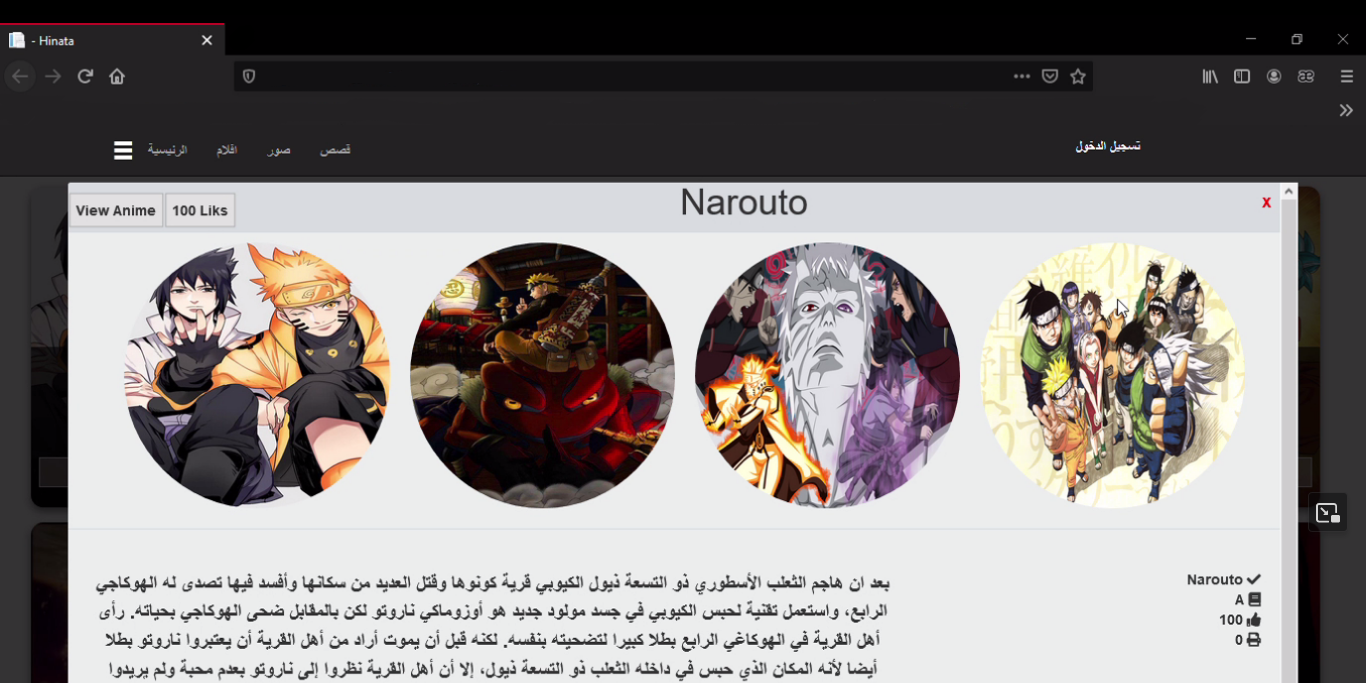 - Hinata
الرئيسية
افلام
صور
قصص
تسجيل الدخول
View Anime
100 Liks
Narouto
x
بعد ان هاجم الثعلب الأسطوري ذو التسعة ذيول الكيوبي قرية كونوها وقتل العديد من سكانها وأفسد فيها تصدى له الهوكاجي
الرابع، واستعمل تقنية لحبس الكيوبي في جسد مولود جديد هو أوزوماكي ناروتو لكن بالمقابل ضحى الهوكاجي بحياته. رأى
أهل القرية في الهوكاغي الرابع بطلا كبيرا لتضحيته بنفسه. لكنه قبل أن يموت أراد من أهل القرية أن يعتبروا ناروتو بطلا
أيضا لأنه المكان الذي حبس في داخله الثعلب ذو التسعة ذيول، إلا أن أهل القرية نظروا إلى ناروتو بعدم محبة ولم يريدوا
Narouto
A
100
0